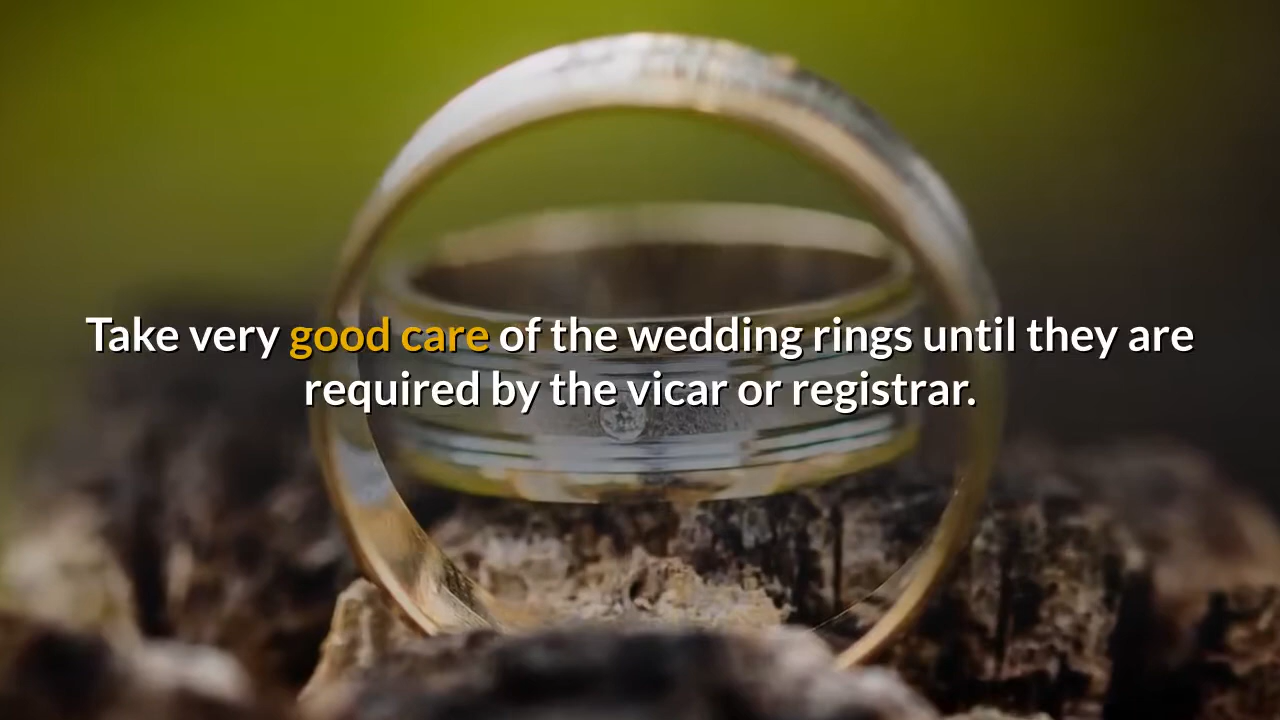 Take very good care of the wedding rings until they are
required by the vicar or registrar.